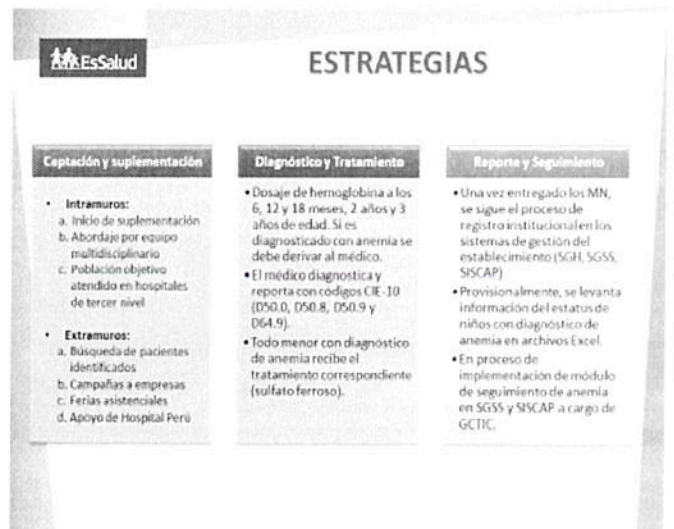 EsSalud
ESTRATEGIAS
Captación y suplementación
• Intramuros:
a. Inicio de suplementación
b. Abordaje por equipo
multidisciplinario
c. Población objetivo
atendido en hospitales
de tercer nivel
• Extramuros:
a. Búsqueda de pacientes
identificados
b. Campañas a empresas
c. Ferias asistenciales
d. Apoyo de Hospital Perú
Diagnóstico y Tratamiento
• Dosaje de hemoglobina a los
6, 12 y 18 meses, 2 años y 3
años de edad. Si es
diagnosticado con anemia se
debe derivar al médico.
• El médico diagnostica y
reporta con códigos CIE-10
(D50.0, D50.8, D50.9 y
D64.9).
• Todo menor con diagnóstico
de anemia recibe el
tratamiento correspondiente
(sulfato ferroso).
Reporte y Seguimiento
• Una vez entregado los MN,
se sigue el proceso de
registro institucional en los
sistemas de gestión del
establecimiento (SGH, SGSS,
SISCAP)
• Provisionalmente, se levanta
información del estatus de
niños con diagnóstico de
anemia en archivos Excel.
• En proceso de
implementación de módulo
de seguimiento de anemia
en SGSS y SISCAP a cargo de
GCTIC.